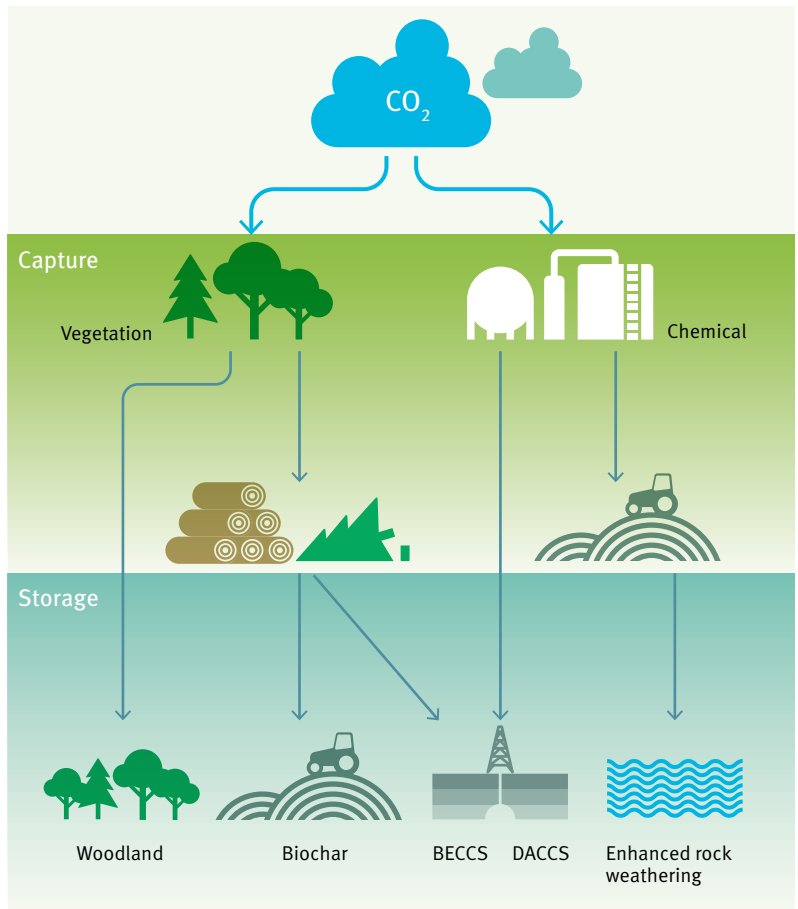 CO₂
Capture
Vegetation
Chemical
Storage
Woodland
Biochar
BECCS
DACCS
Enhanced rock
weathering